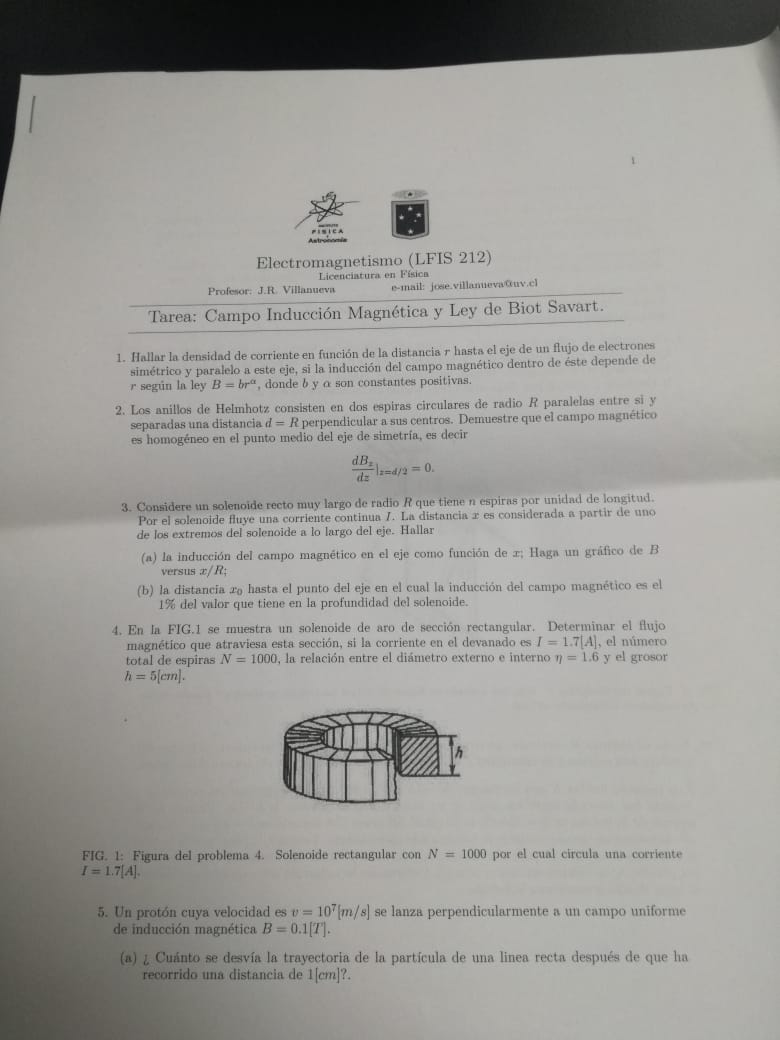 1
INSTITUTO
FISICA
y
Astronomía
Electromagnetismo (LFIS 212)
Licenciatura en Física
Profesor: J.R. Villanueva e-mail: jose.villanueva@uv.cl
Tarea: Campo Inducción Magnética y Ley de Biot Savart.
1. Hallar la densidad de corriente en función de la distancia r hasta el eje de un flujo de electrones
simétrico y paralelo a este eje, si la inducción del campo magnético dentro de éste depende de
r según la ley B = br^α, donde b y α son constantes positivas.
2. Los anillos de Helmhotz consisten en dos espiras circulares de radio R paralelas entre si y
separadas una distancia d = R perpendicular a sus centros. Demuestre que el campo magnético
es homogéneo en el punto medio del eje de simetría, es decir
dB_z/dz |_{z=d/2} = 0.
3. Considere un solenoide recto muy largo de radio R que tiene n espiras por unidad de longitud.
Por el solenoide fluye una corriente continua I. La distancia x es considerada a partir de uno
de los extremos del solenoide a lo largo del eje. Hallar
(a) la inducción del campo magnético en el eje como función de x; Haga un gráfico de B
versus x/R;
(b) la distancia x₀ hasta el punto del eje en el cual la inducción del campo magnético es el
1% del valor que tiene en la profundidad del solenoide.
4. En la FIG.1 se muestra un solenoide de aro de sección rectangular. Determinar el flujo
magnético que atraviesa esta sección, si la corriente en el devanado es I = 1.7[A], el número
total de espiras N = 1000, la relación entre el diámetro externo e interno η = 1.6 y el grosor
h = 5[cm].
h
FIG. 1: Figura del problema 4. Solenoide rectangular con N = 1000 por el cual circula una corriente
I = 1.7[A].
5. Un protón cuya velocidad es v = 10⁷[m/s] se lanza perpendicularmente a un campo uniforme
de inducción magnética B = 0.1[T].
(a) ¿ Cuánto se desvía la trayectoria de la partícula de una linea recta después de que ha
recorrido una distancia de 1[cm]?.